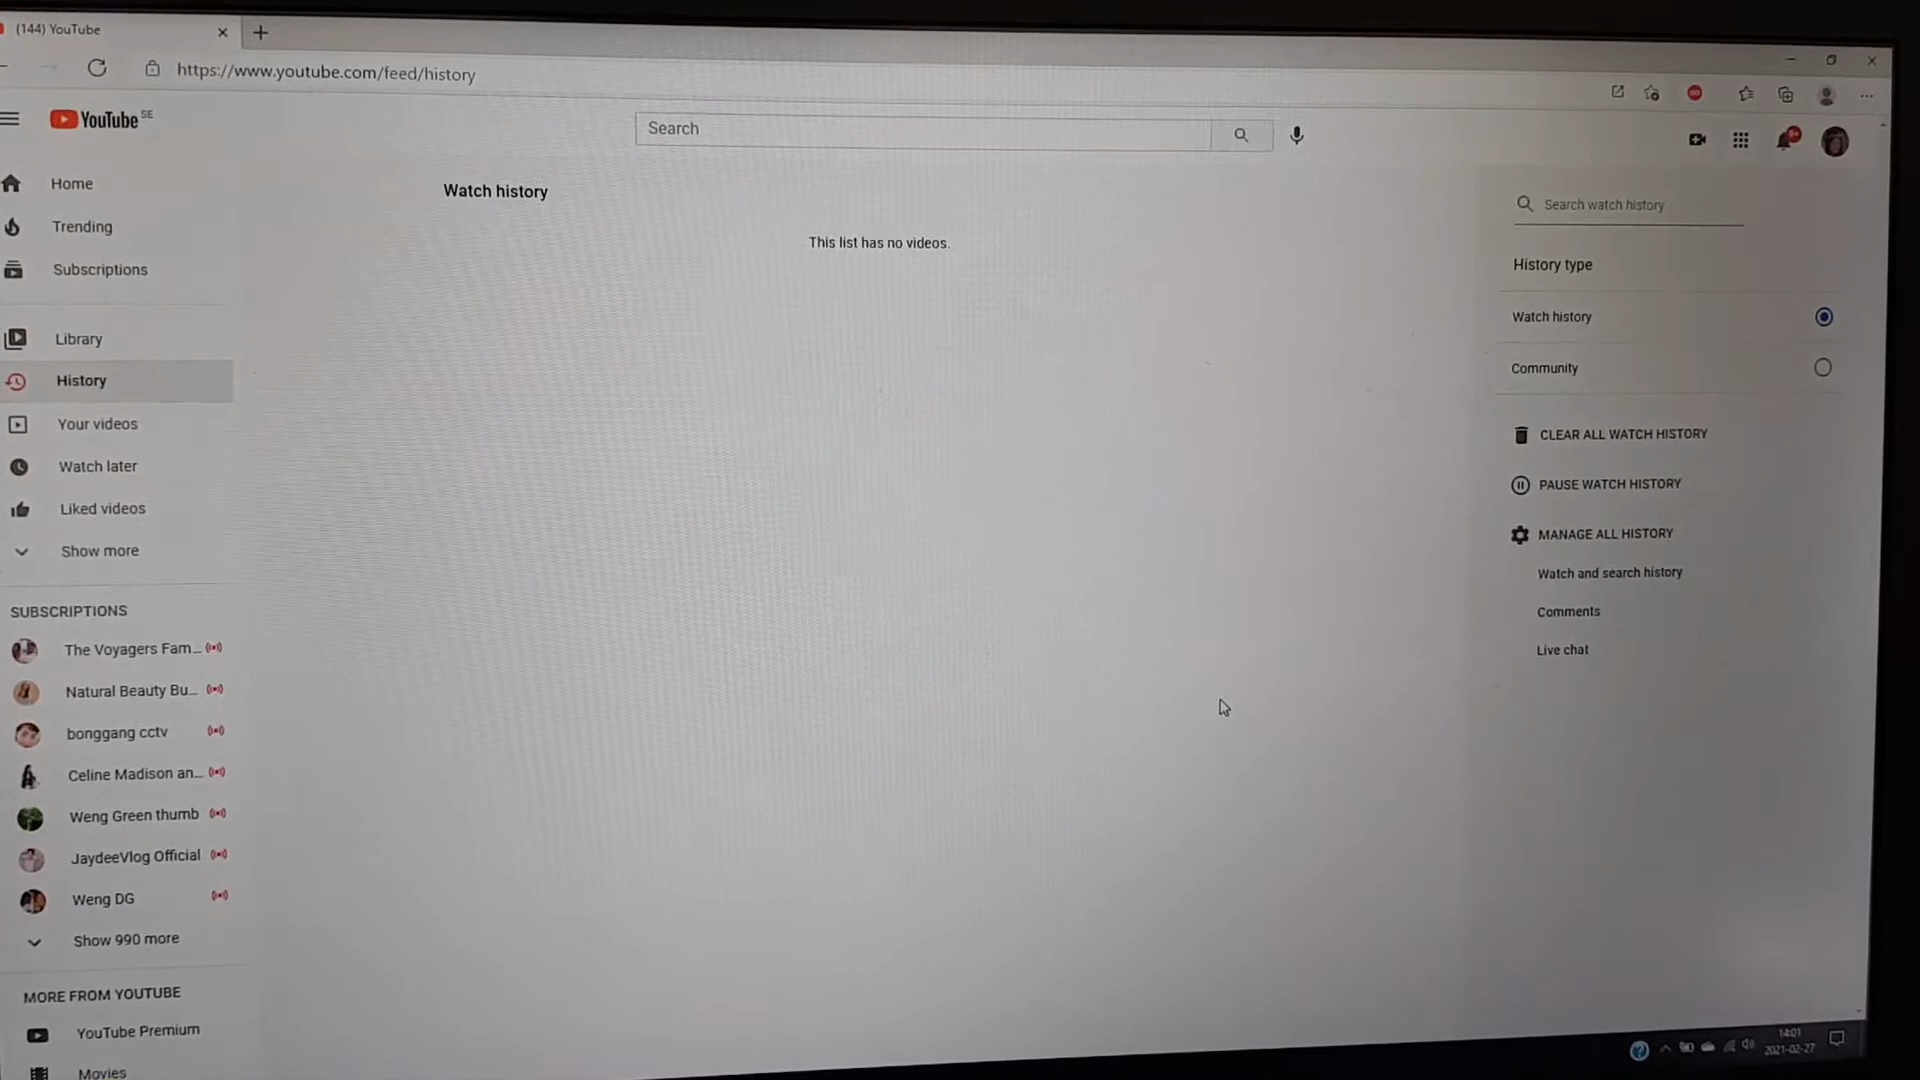 (144) YouTube
https://www.youtube.com/feed/history
YouTube SE
Search
Home
Trending
Subscriptions
Library
History
Your videos
Watch later
Liked videos
Show more
SUBSCRIPTIONS
The Voyagers Fam...
Natural Beauty Bu...
bonggang cctv
Celine Madison an...
Weng Green thumb
JaydeeVlog Official
Weng DG
Show 990 more
MORE FROM YOUTUBE
YouTube Premium
Movies
Watch history
This list has no videos.
9+
Search watch history
History type
Watch history
Community
CLEAR ALL WATCH HISTORY
PAUSE WATCH HISTORY
MANAGE ALL HISTORY
Watch and search history
Comments
Live chat
14:01
2021-02-27